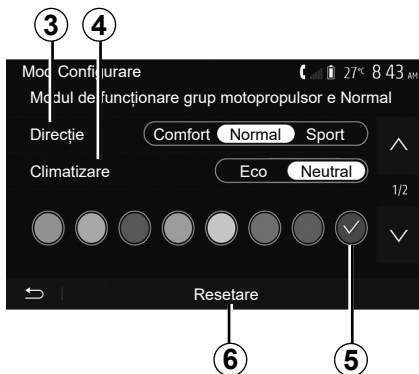 3 4
Mod Configurare 27°C 8 43 AM
Modul de funcționare grup motopropulsor e Normal
Direcție Comfort Normal Sport
Climatizare Eco Neutral
1/2
Resetare
6 5